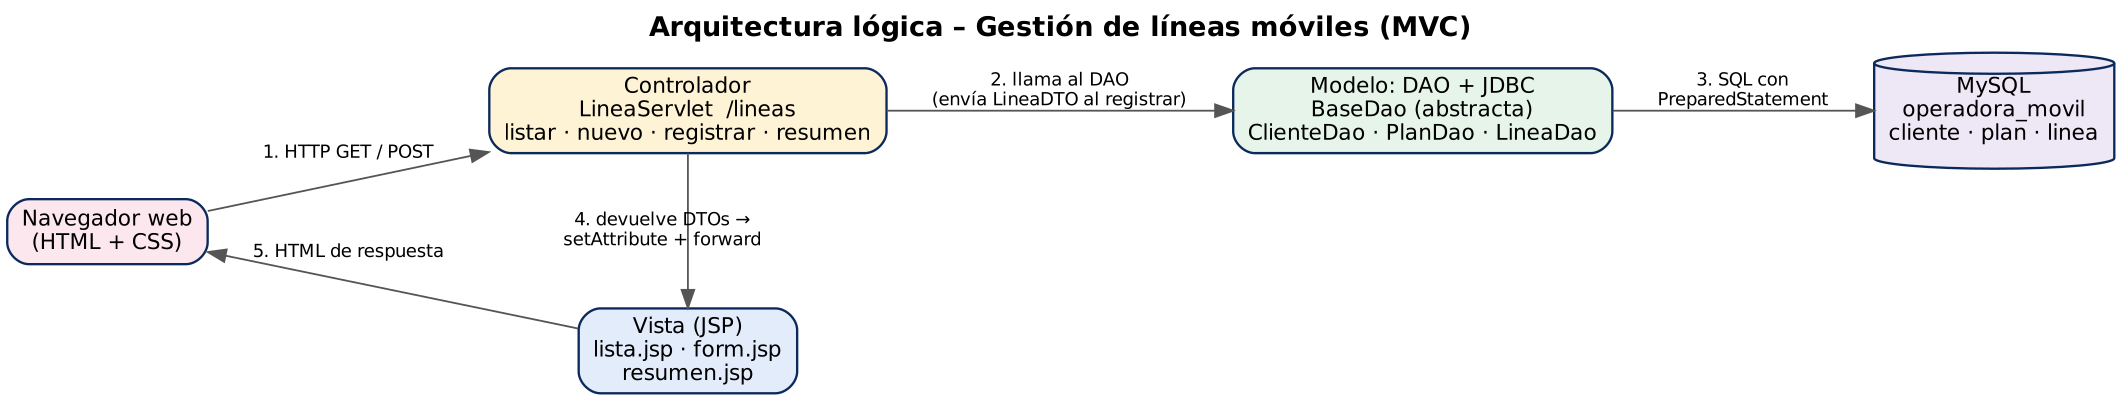 Arquitectura lógica – Gestión de líneas móviles (MVC)
Navegador web
(HTML + CSS)
1. HTTP GET / POST
Controlador
LineaServlet  /lineas
listar · nuevo · registrar · resumen
2. llama al DAO
(envía LineaDTO al registrar)
Modelo: DAO + JDBC
BaseDao (abstracta)
ClienteDao · PlanDao · LineaDao
3. SQL con
PreparedStatement
MySQL
operadora_movil
cliente · plan · linea
4. devuelve DTOs →
setAttribute + forward
Vista (JSP)
lista.jsp · form.jsp
resumen.jsp
5. HTML de respuesta